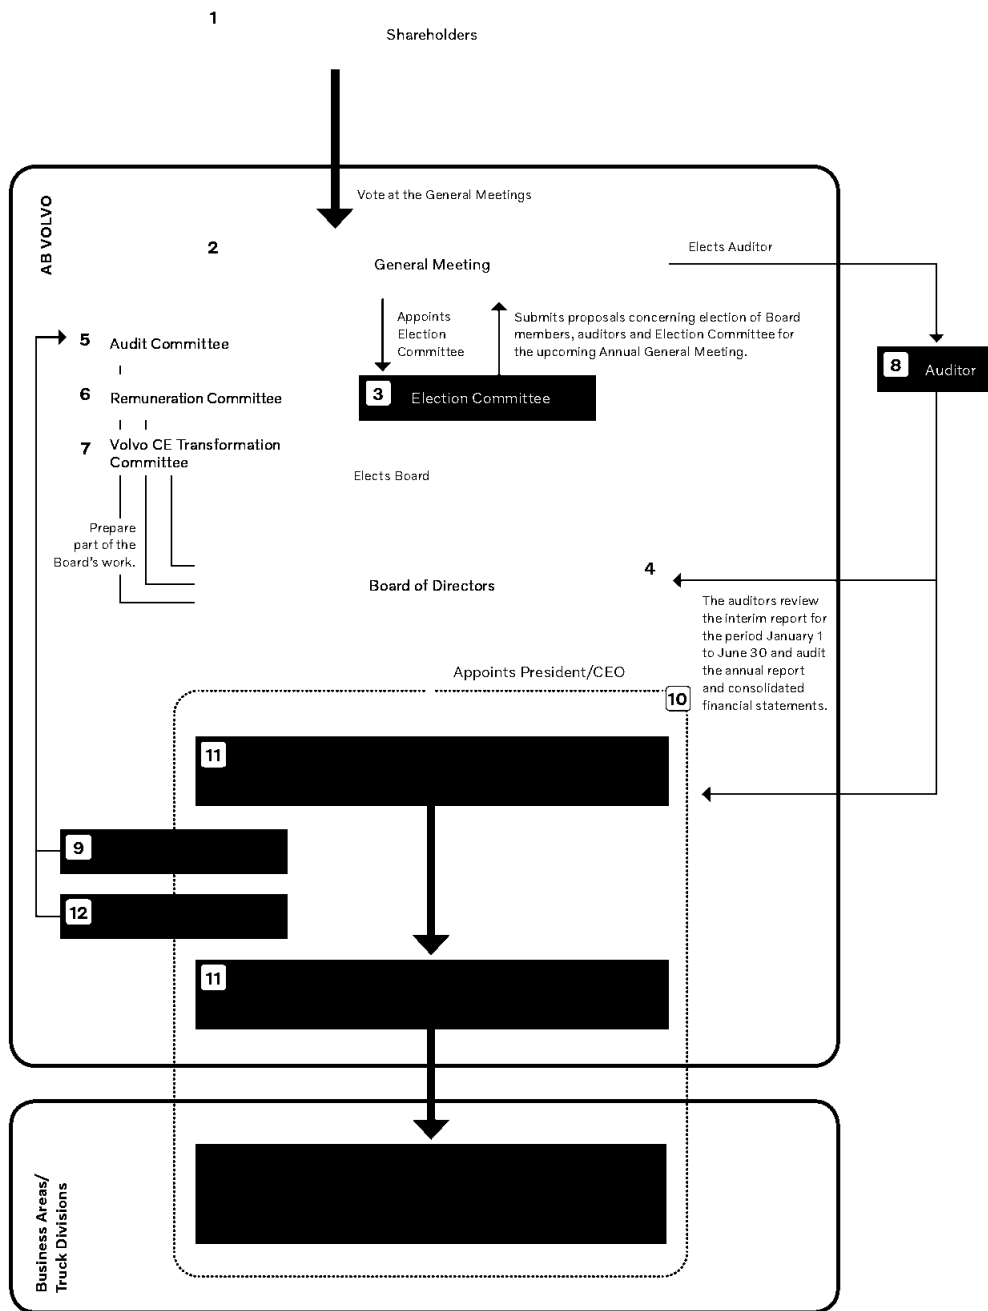 1
Shareholders
AB VOLVO
Vote at the General Meetings
2
General Meeting
Elects Auditor
Appoints
Election
Committee
Submits proposals concerning election of Board
members, auditors and Election Committee for
the upcoming Annual General Meeting.
5 Audit Committee
6 Remuneration Committee
7 Volvo CE Transformation
Committee
3 Election Committee
8 Auditor
Elects Board
Prepare
part of the
Board's work.
4
Board of Directors
The auditors review
the interim report for
the period January 1
to June 30 and audit
the annual report
and consolidated
financial statements.
Appoints President/CEO
10
11
9
12
11
Business Areas/
Truck Divisions